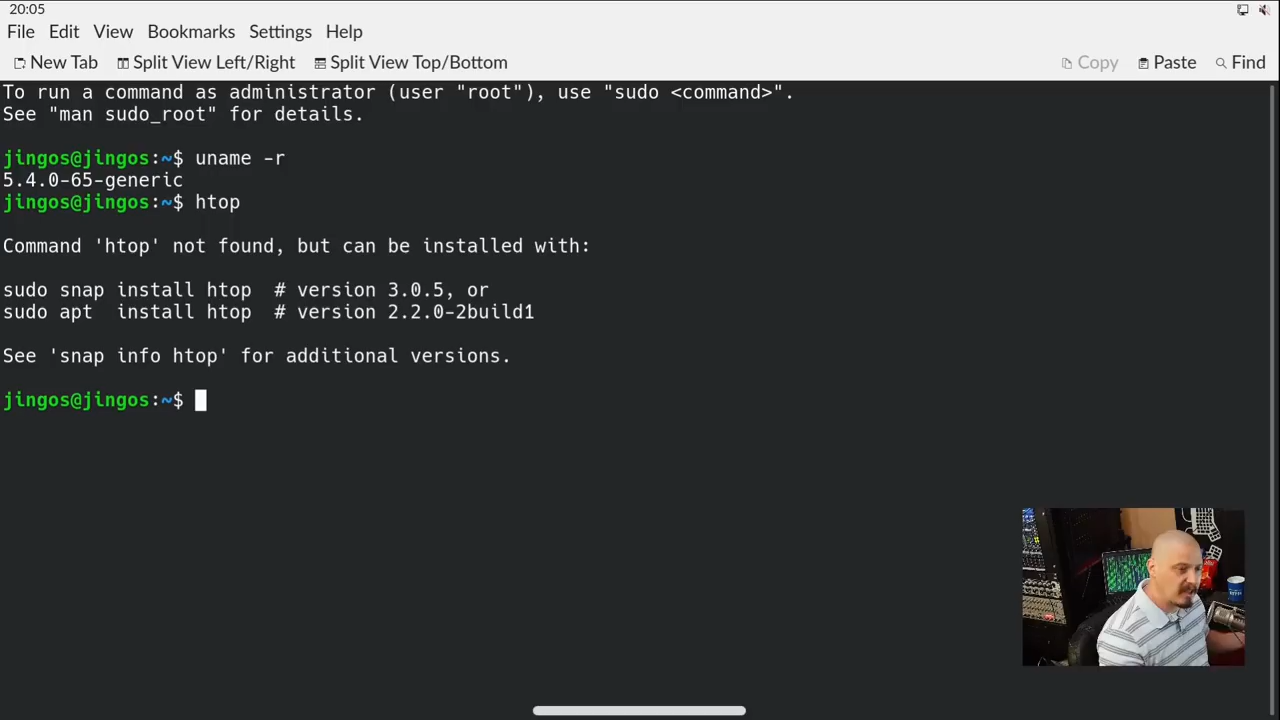 20:05
File Edit View Bookmarks Settings Help
New Tab Split View Left/Right Split View Top/Bottom Copy Paste Find
To run a command as administrator (user "root"), use "sudo <command>".
See "man sudo_root" for details.
jingos@jingos:~$ uname -r
5.4.0-65-generic
jingos@jingos:~$ htop
Command 'htop' not found, but can be installed with:
sudo snap install htop # version 3.0.5, or
sudo apt install htop # version 2.2.0-2build1
See 'snap info htop' for additional versions.
jingos@jingos:~$